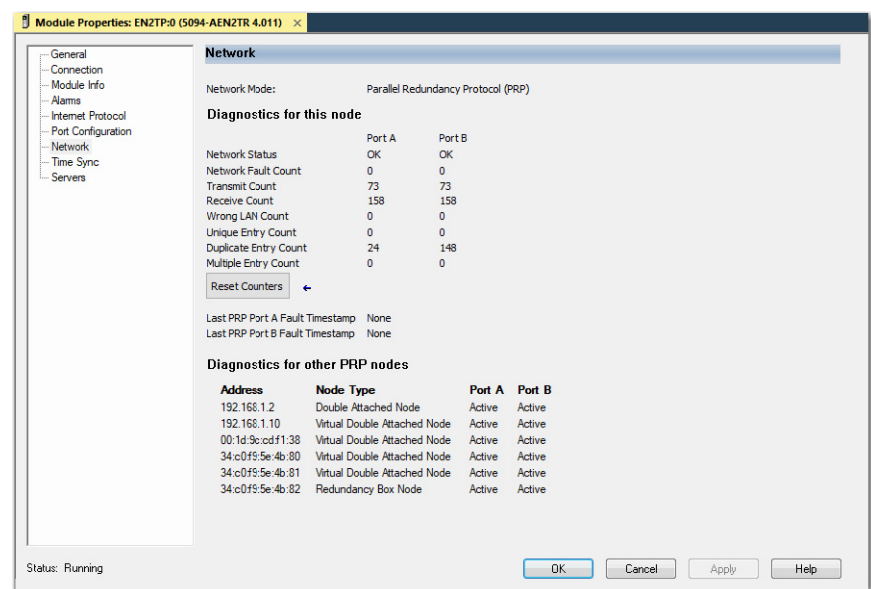 Module Properties: EN2TP:0 (5094-AEN2TR 4.011) ×
General
Connection
Module Info
Alarms
Internet Protocol
Port Configuration
Network
Time Sync
Servers
Network
Network Mode: Parallel Redundancy Protocol (PRP)
Diagnostics for this node
Port A Port B
Network Status OK OK
Network Fault Count 0 0
Transmit Count 73 73
Receive Count 158 158
Wrong LAN Count 0 0
Unique Entry Count 0 0
Duplicate Entry Count 24 148
Multiple Entry Count 0 0
Reset Counters ←
Last PRP Port A Fault Timestamp None
Last PRP Port B Fault Timestamp None
Diagnostics for other PRP nodes
Address Node Type Port A Port B
192.168.1.2 Double Attached Node Active Active
192.168.1.10 Virtual Double Attached Node Active Active
00:1d:9c:cd:f1:38 Virtual Double Attached Node Active Active
34:c0:f9:5e:4b:80 Virtual Double Attached Node Active Active
34:c0:f9:5e:4b:81 Virtual Double Attached Node Active Active
34:c0:f9:5e:4b:82 Redundancy Box Node Active Active
Status: Running
OK Cancel Apply Help